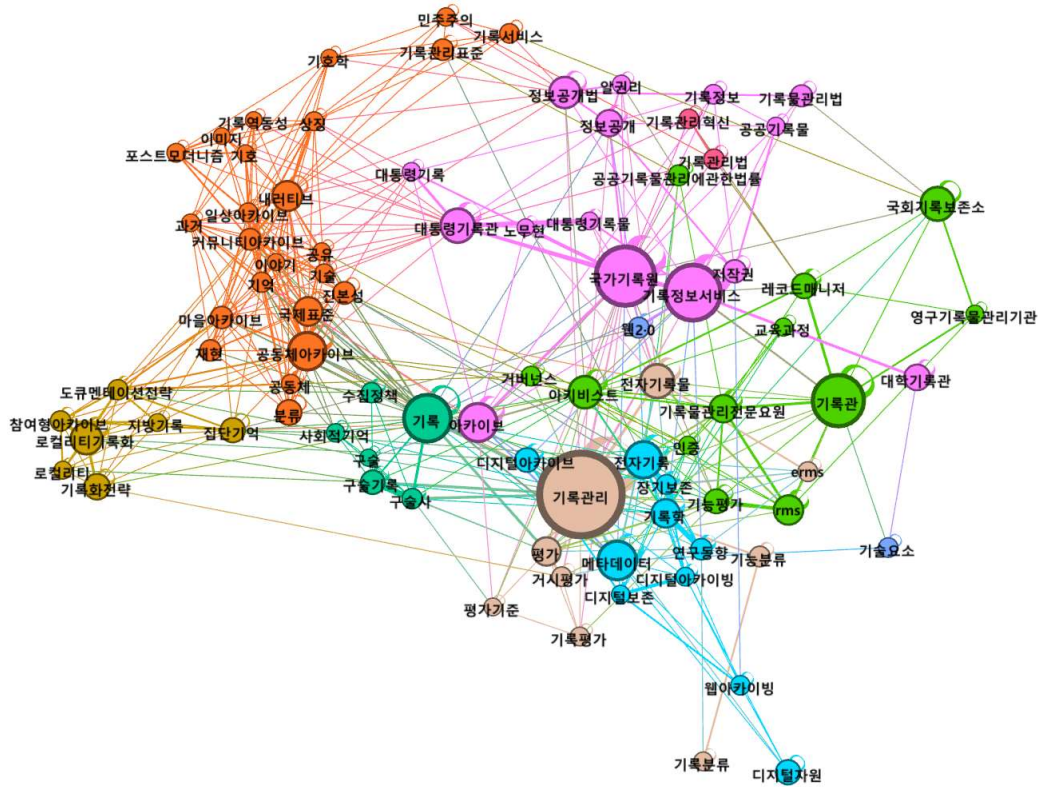 민주주의
기록서비스
기록관리표준
기호학
정보공개법
알권리
기록정보
기록물관리법
기록역동성
상징
정보공개
기록관리혁신
공공기록물
이미지
포스트모더니즘
기호
기록관리법
대통령기록
공공기록물관리에관한법률
내러티브
국회기록보존소
일상아카이브
과거
대통령기록관
노무현
대통령기록물
커뮤니티아카이브
공유
이야기
기술
기억
국가기록원
저작권
기록정보서비스
레코드매니저
진본성
마을아카이브
국제표준
웹2.0
교육과정
영구기록물관리기관
재현
공동체아카이브
거버넌스
전자기록물
대학기록관
공동체
도큐멘테이션전략
수집정책
아키비스트
기록관
분류
기록
아카이브
기록물관리전문요원
참여형아카이브
지방기록
집단기억
사회적기억
로컬리티기록화
민증
구술
디지털아카이브
전자기록
로컬리티
erms
기록화전략
구술기록
장기보존
구술사
기록관리
기능평가
rms
기록학
평가
연구동향
기술요소
메타데이터
기능분류
거시평가
디지털아카이빙
디지털보존
평가기준
기록평가
웹아카이빙
기록분류
디지털자원